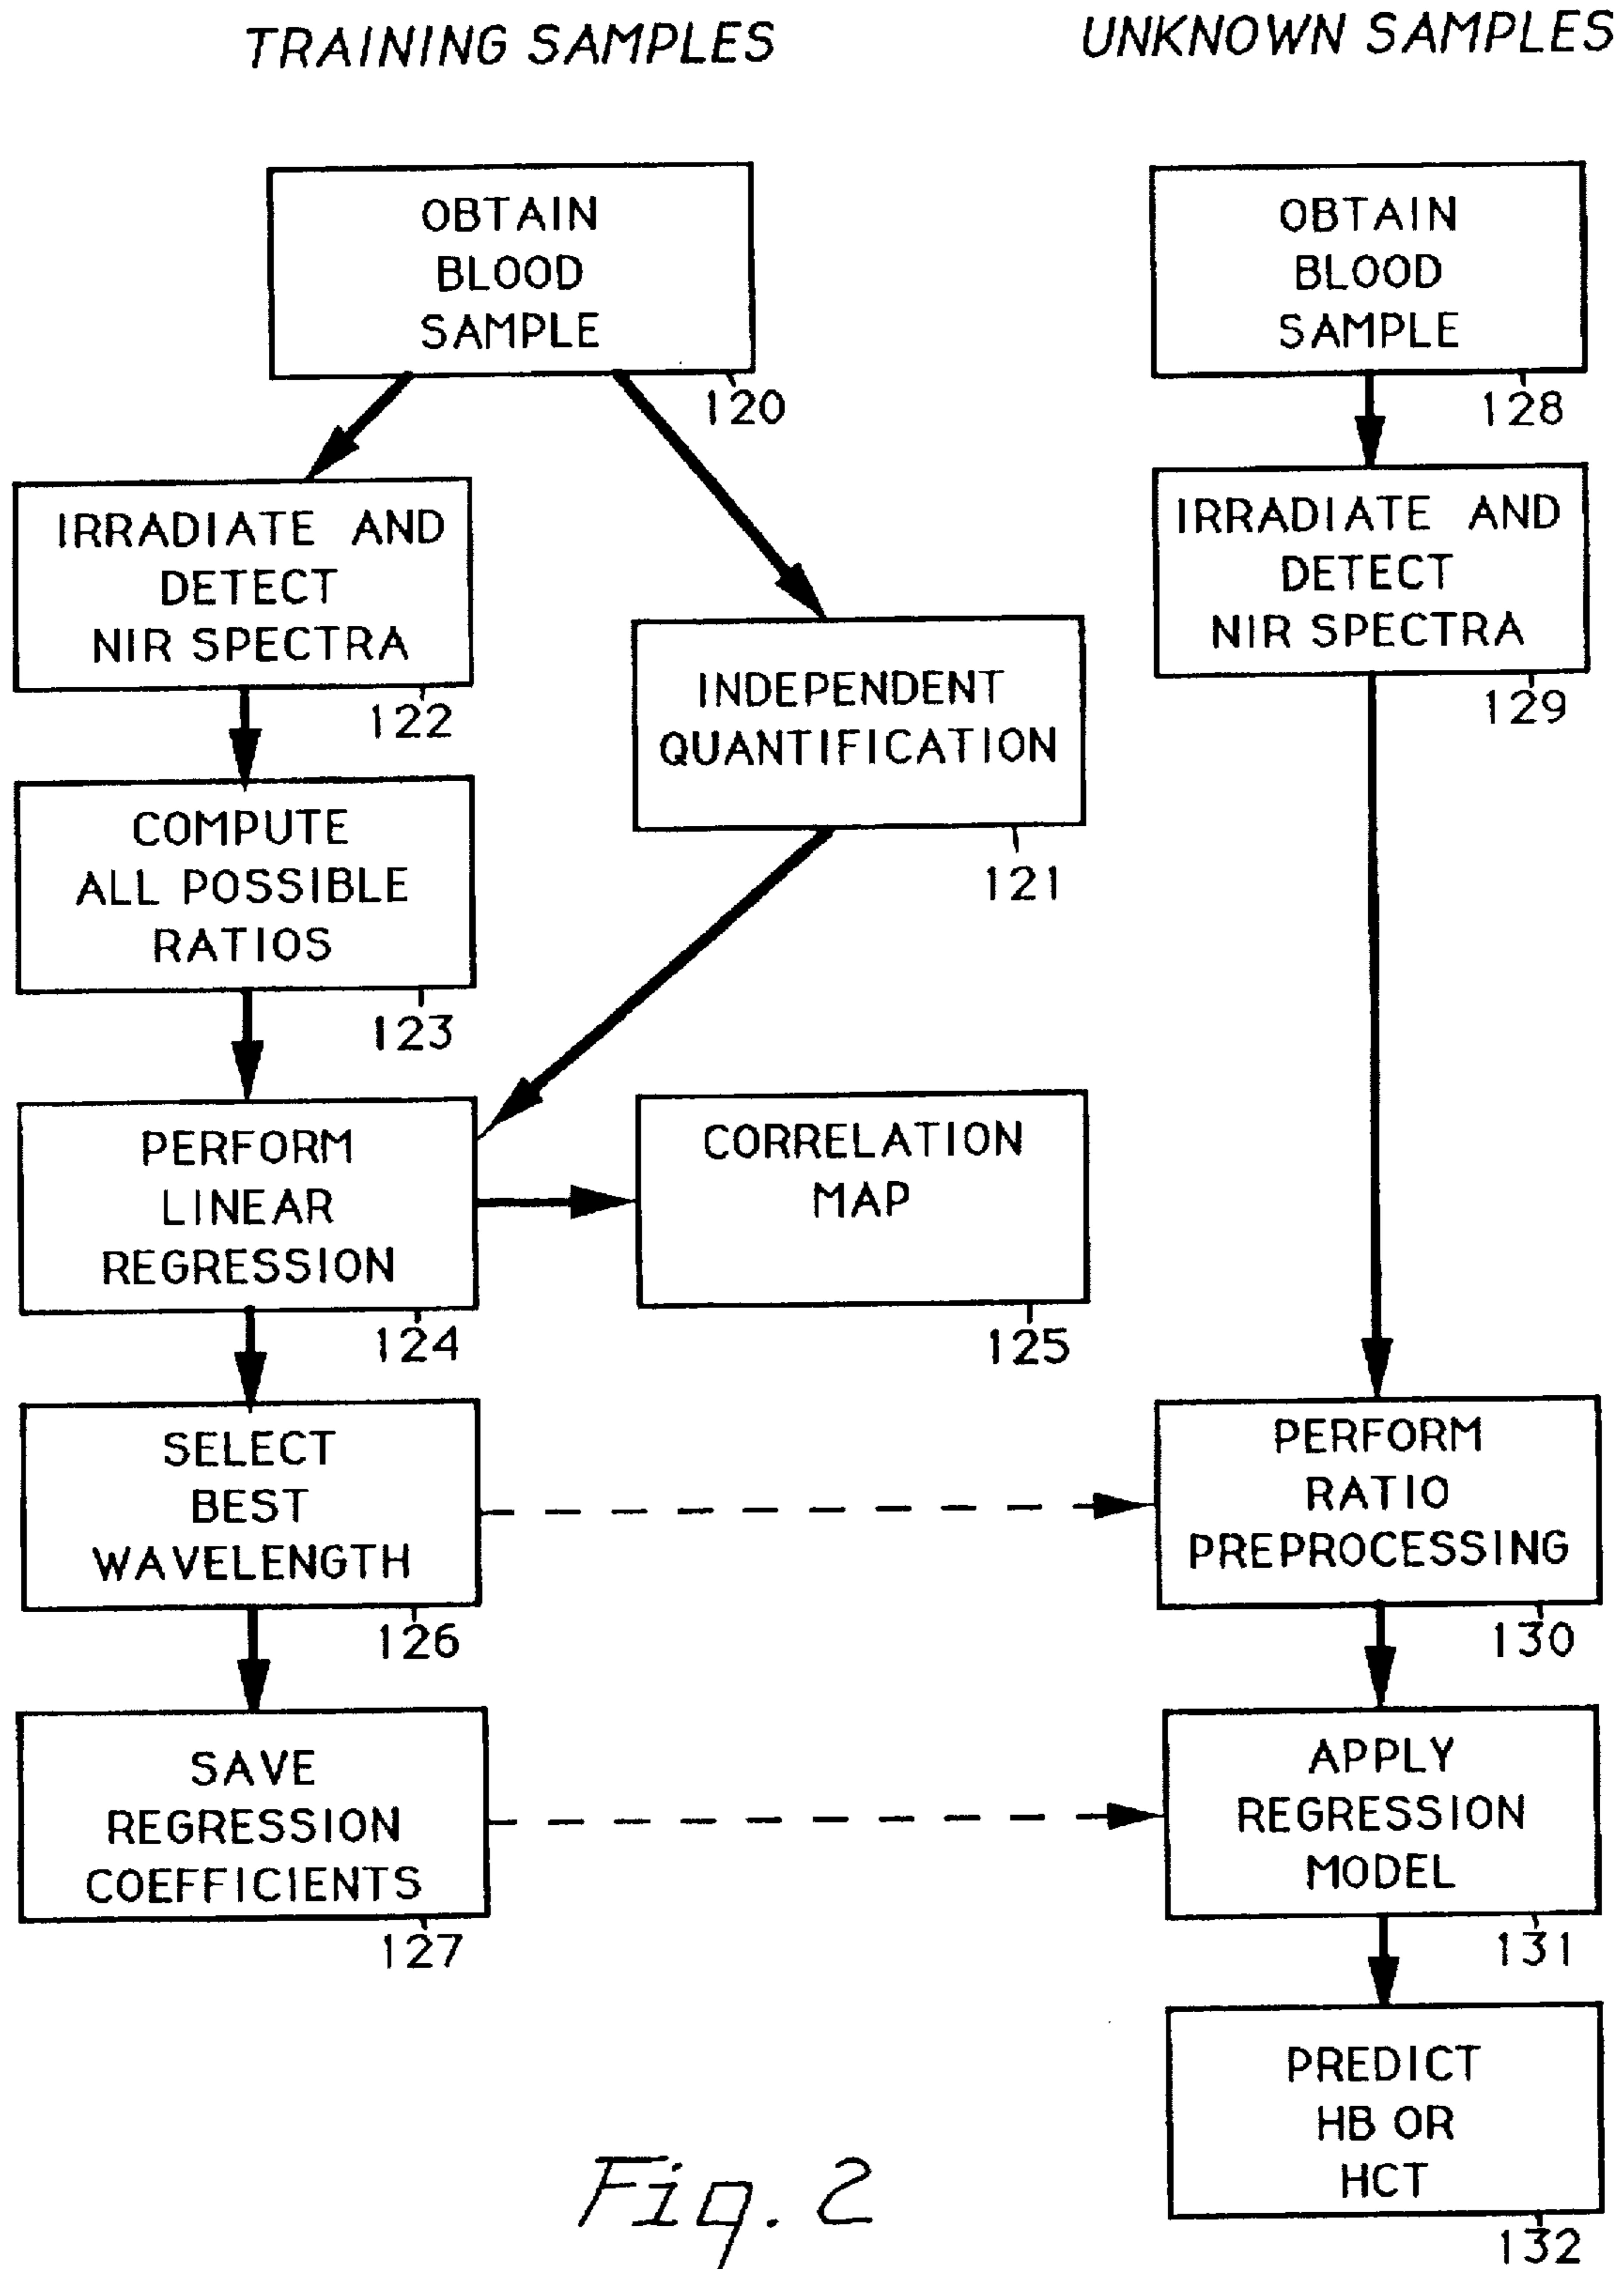 TRAINING SAMPLES
OBTAIN
BLOOD
SAMPLE
120
IRRADIATE AND
DETECT
NIR SPECTRA
122
INDEPENDENT
QUANTIFICATION
121
COMPUTE
ALL POSSIBLE
RATIOS
123
PERFORM
LINEAR
REGRESSION
124
CORRELATION
MAP
125
SELECT
BEST
WAVELENGTH
126
SAVE
REGRESSION
COEFFICIENTS
127
UNKNOWN SAMPLES
OBTAIN
BLOOD
SAMPLE
128
IRRADIATE AND
DETECT
NIR SPECTRA
129
PERFORM
RATIO
PREPROCESSING
130
APPLY
REGRESSION
MODEL
131
PREDICT
HB OR
HCT
132
Fig. 2